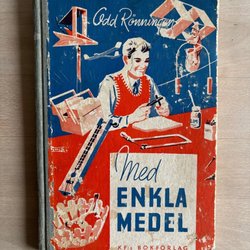 Odd Rönningen
Med
ENKLA
MEDEL
KF:s BOKFÖRLAG